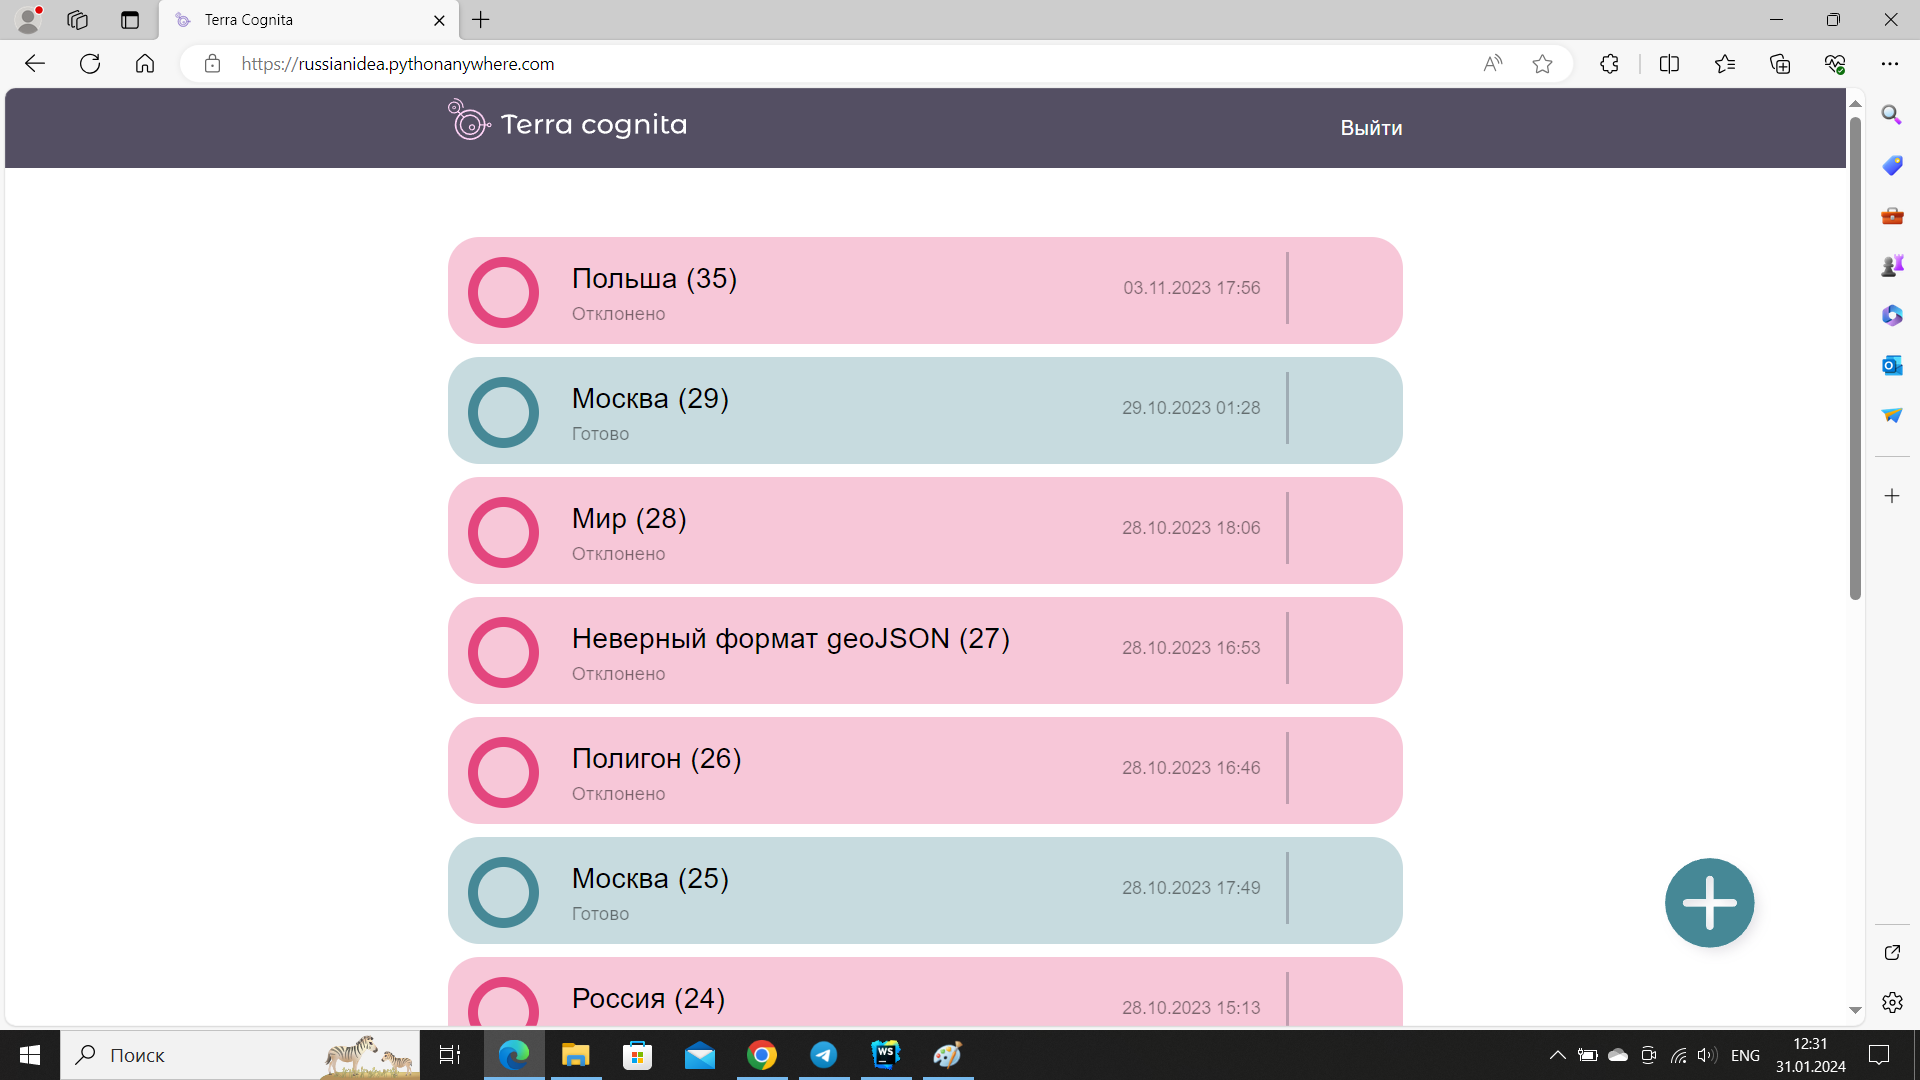 Terra Cognita
https://russianidea.pythonanywhere.com
Terra cognita
Выйти
Польша (35)
Отклонено
03.11.2023 17:56
Москва (29)
Готово
29.10.2023 01:28
Мир (28)
Отклонено
28.10.2023 18:06
Неверный формат geoJSON (27)
Отклонено
28.10.2023 16:53
Полигон (26)
Отклонено
28.10.2023 16:46
Москва (25)
Готово
28.10.2023 17:49
Россия (24)
28.10.2023 15:13
Поиск
WS
ENG
12:31
31.01.2024